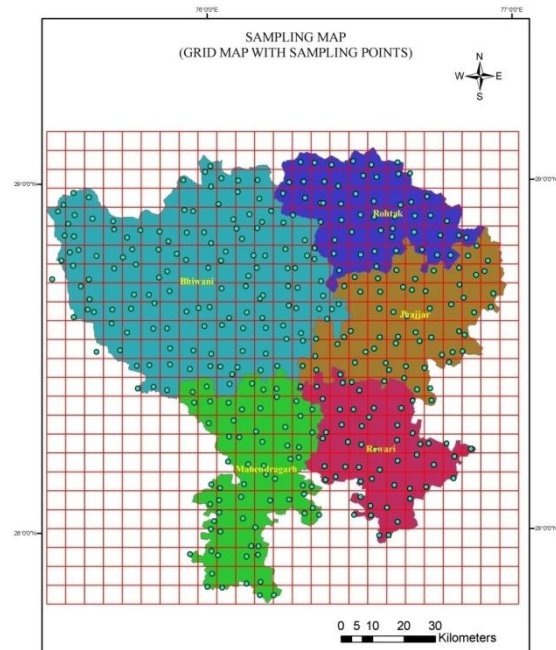 76°0'0"E
77°0'0"E
SAMPLING MAP
(GRID MAP WITH SAMPLING POINTS)
N
W E
S
29°0'0"N
29°0'0"N
Rohtak
Bhiwani
Jhajjar
Rewari
Mahendragarh
28°0'0"N
28°0'0"N
0 5 10 20 30
Kilometers